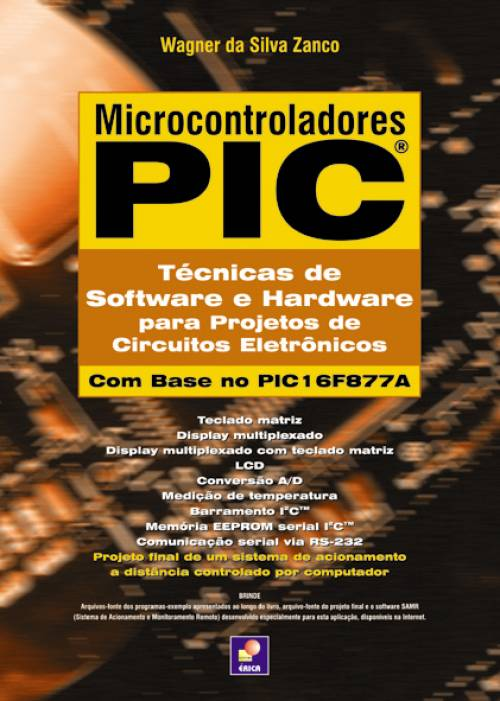 Wagner da Silva Zanco
Microcontroladores
PIC®
Técnicas de
Software e Hardware
para Projetos de
Circuitos Eletrônicos
Com Base no PIC16F877A
Teclado matriz
Display multiplexado
Display multiplexado com teclado matriz
LCD
Conversão A/D
Medição de temperatura
Barramento I²C™
Memória EEPROM serial I²C™
Comunicação serial via RS-232
Projeto final de um sistema de acionamento
a distância controlado por computador
BRINDE
Arquivos-fonte dos programas-exemplo apresentados ao longo do livro, arquivo-fonte do projeto final e o software SAMR
(Sistema de Acionamento e Monitoramento Remoto) desenvolvido especialmente para esta aplicação, disponíveis na Internet.
ÉRICA